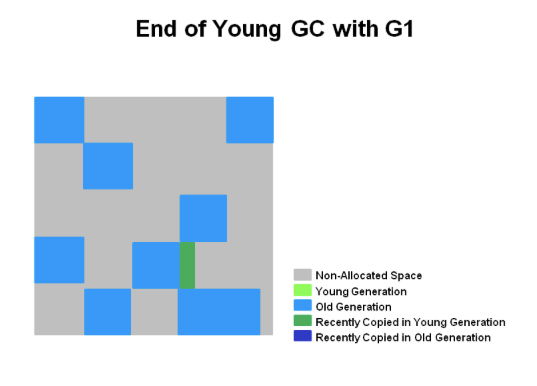 End of Young GC with G1
Non-Allocated Space
Young Generation
Old Generation
Recently Copied in Young Generation
Recently Copied in Old Generation